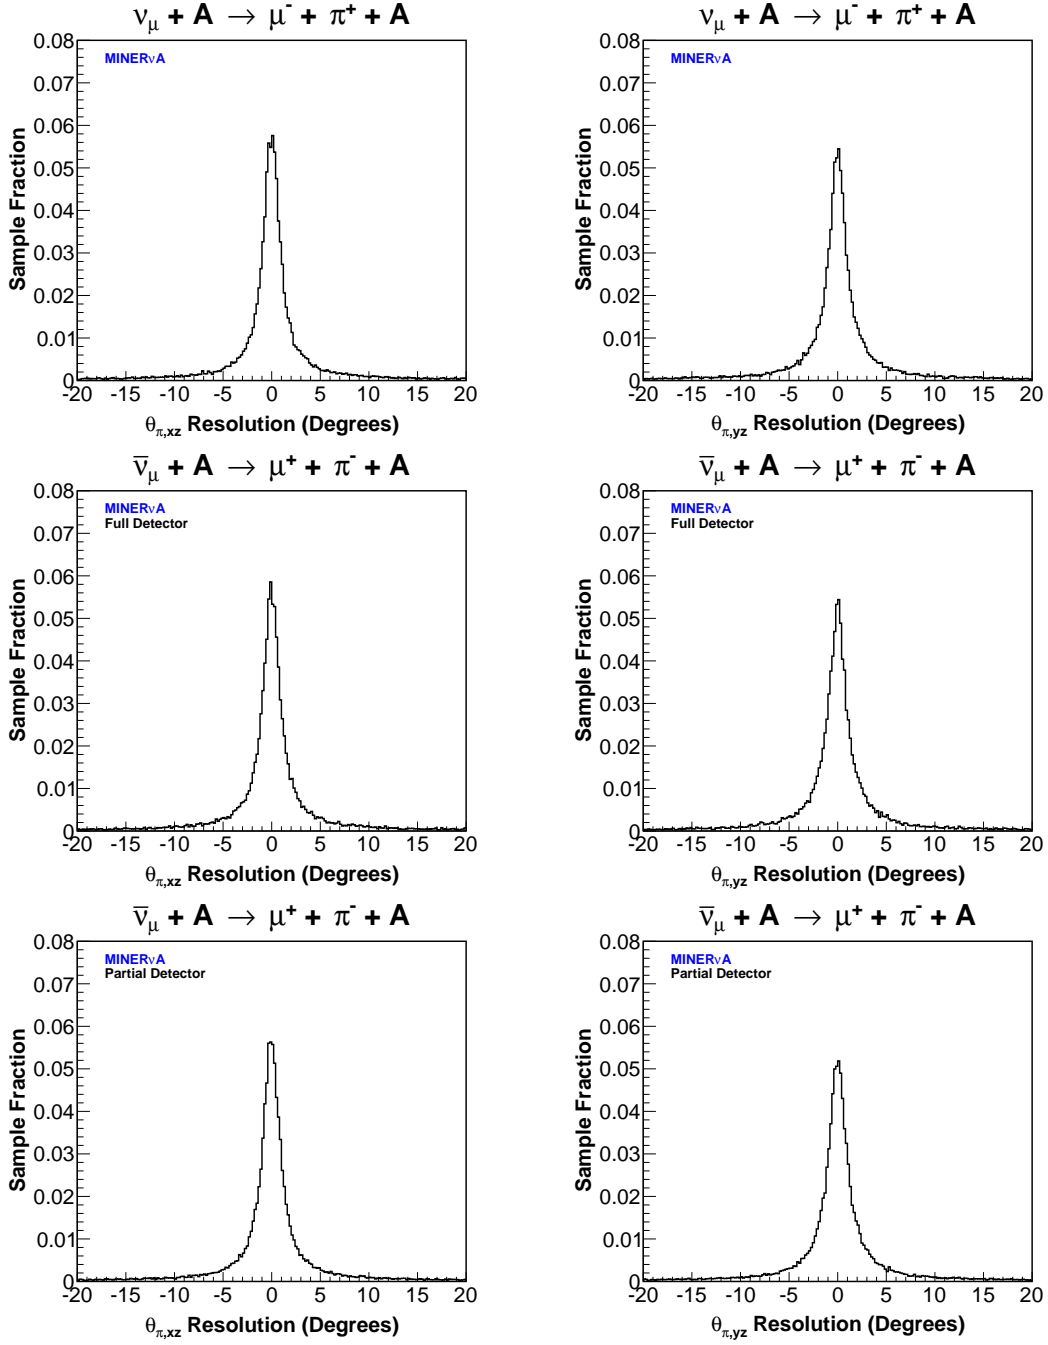 νμ + A → μ- + π+ + A
0.08
0.07
0.06
0.05
0.04
0.03
0.02
0.01
0
MINERνA
Sample Fraction
-20 -15 -10 -5 0 5 10 15 20
θπ,xz Resolution (Degrees)
νμ + A → μ- + π+ + A
0.08
0.07
0.06
0.05
0.04
0.03
0.02
0.01
0
MINERνA
Sample Fraction
-20 -15 -10 -5 0 5 10 15 20
θπ,yz Resolution (Degrees)
ν̅μ + A → μ+ + π- + A
0.08
0.07
0.06
0.05
0.04
0.03
0.02
0.01
0
MINERνA
Full Detector
Sample Fraction
-20 -15 -10 -5 0 5 10 15 20
θπ,xz Resolution (Degrees)
ν̅μ + A → μ+ + π- + A
0.08
0.07
0.06
0.05
0.04
0.03
0.02
0.01
0
MINERνA
Full Detector
Sample Fraction
-20 -15 -10 -5 0 5 10 15 20
θπ,yz Resolution (Degrees)
ν̅μ + A → μ+ + π- + A
0.08
0.07
0.06
0.05
0.04
0.03
0.02
0.01
0
MINERνA
Partial Detector
Sample Fraction
-20 -15 -10 -5 0 5 10 15 20
θπ,xz Resolution (Degrees)
ν̅μ + A → μ+ + π- + A
0.08
0.07
0.06
0.05
0.04
0.03
0.02
0.01
0
MINERνA
Partial Detector
Sample Fraction
-20 -15 -10 -5 0 5 10 15 20
θπ,yz Resolution (Degrees)